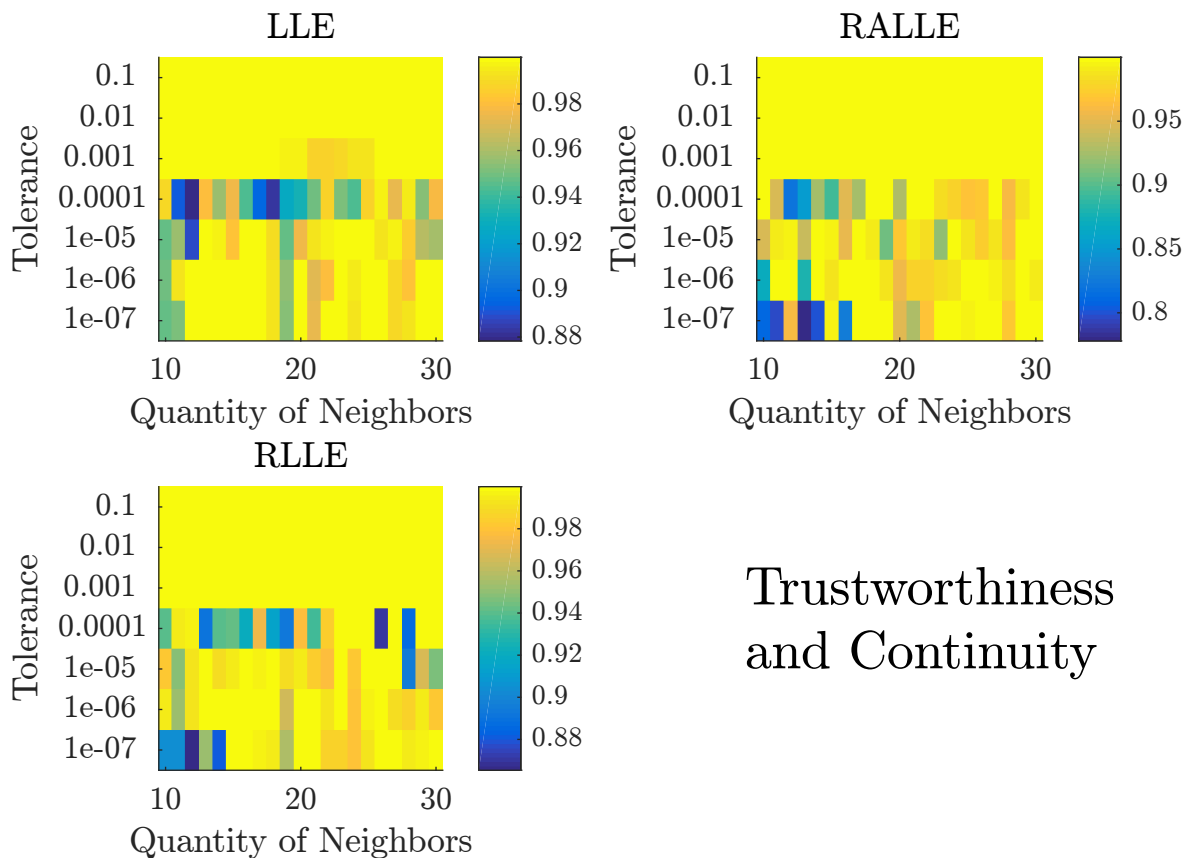 LLE
0.1
0.01
0.001
0.0001
1e-05
1e-06
1e-07
Tolerance
10 20 30
Quantity of Neighbors
0.98
0.96
0.94
0.92
0.9
0.88
RALLE
0.1
0.01
0.001
0.0001
1e-05
1e-06
1e-07
Tolerance
10 20 30
Quantity of Neighbors
0.95
0.9
0.85
0.8
RLLE
0.1
0.01
0.001
0.0001
1e-05
1e-06
1e-07
Tolerance
10 20 30
Quantity of Neighbors
0.98
0.96
0.94
0.92
0.9
0.88
Trustworthiness
and Continuity